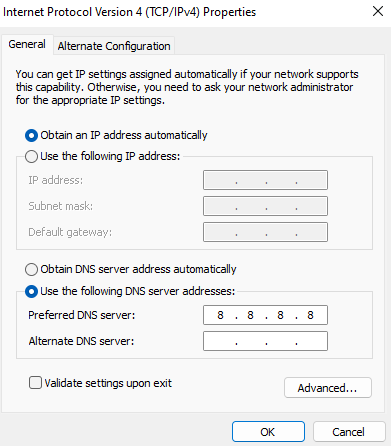 Internet Protocol Version 4 (TCP/IPv4) Properties
General
Alternate Configuration
You can get IP settings assigned automatically if your network supports
this capability. Otherwise, you need to ask your network administrator
for the appropriate IP settings.
Obtain an IP address automatically
Use the following IP address:
IP address:
Subnet mask:
Default gateway:
Obtain DNS server address automatically
Use the following DNS server addresses:
Preferred DNS server: 8 . 8 . 8 . 8
Alternate DNS server: . . .
Validate settings upon exit
Advanced...
OK Cancel